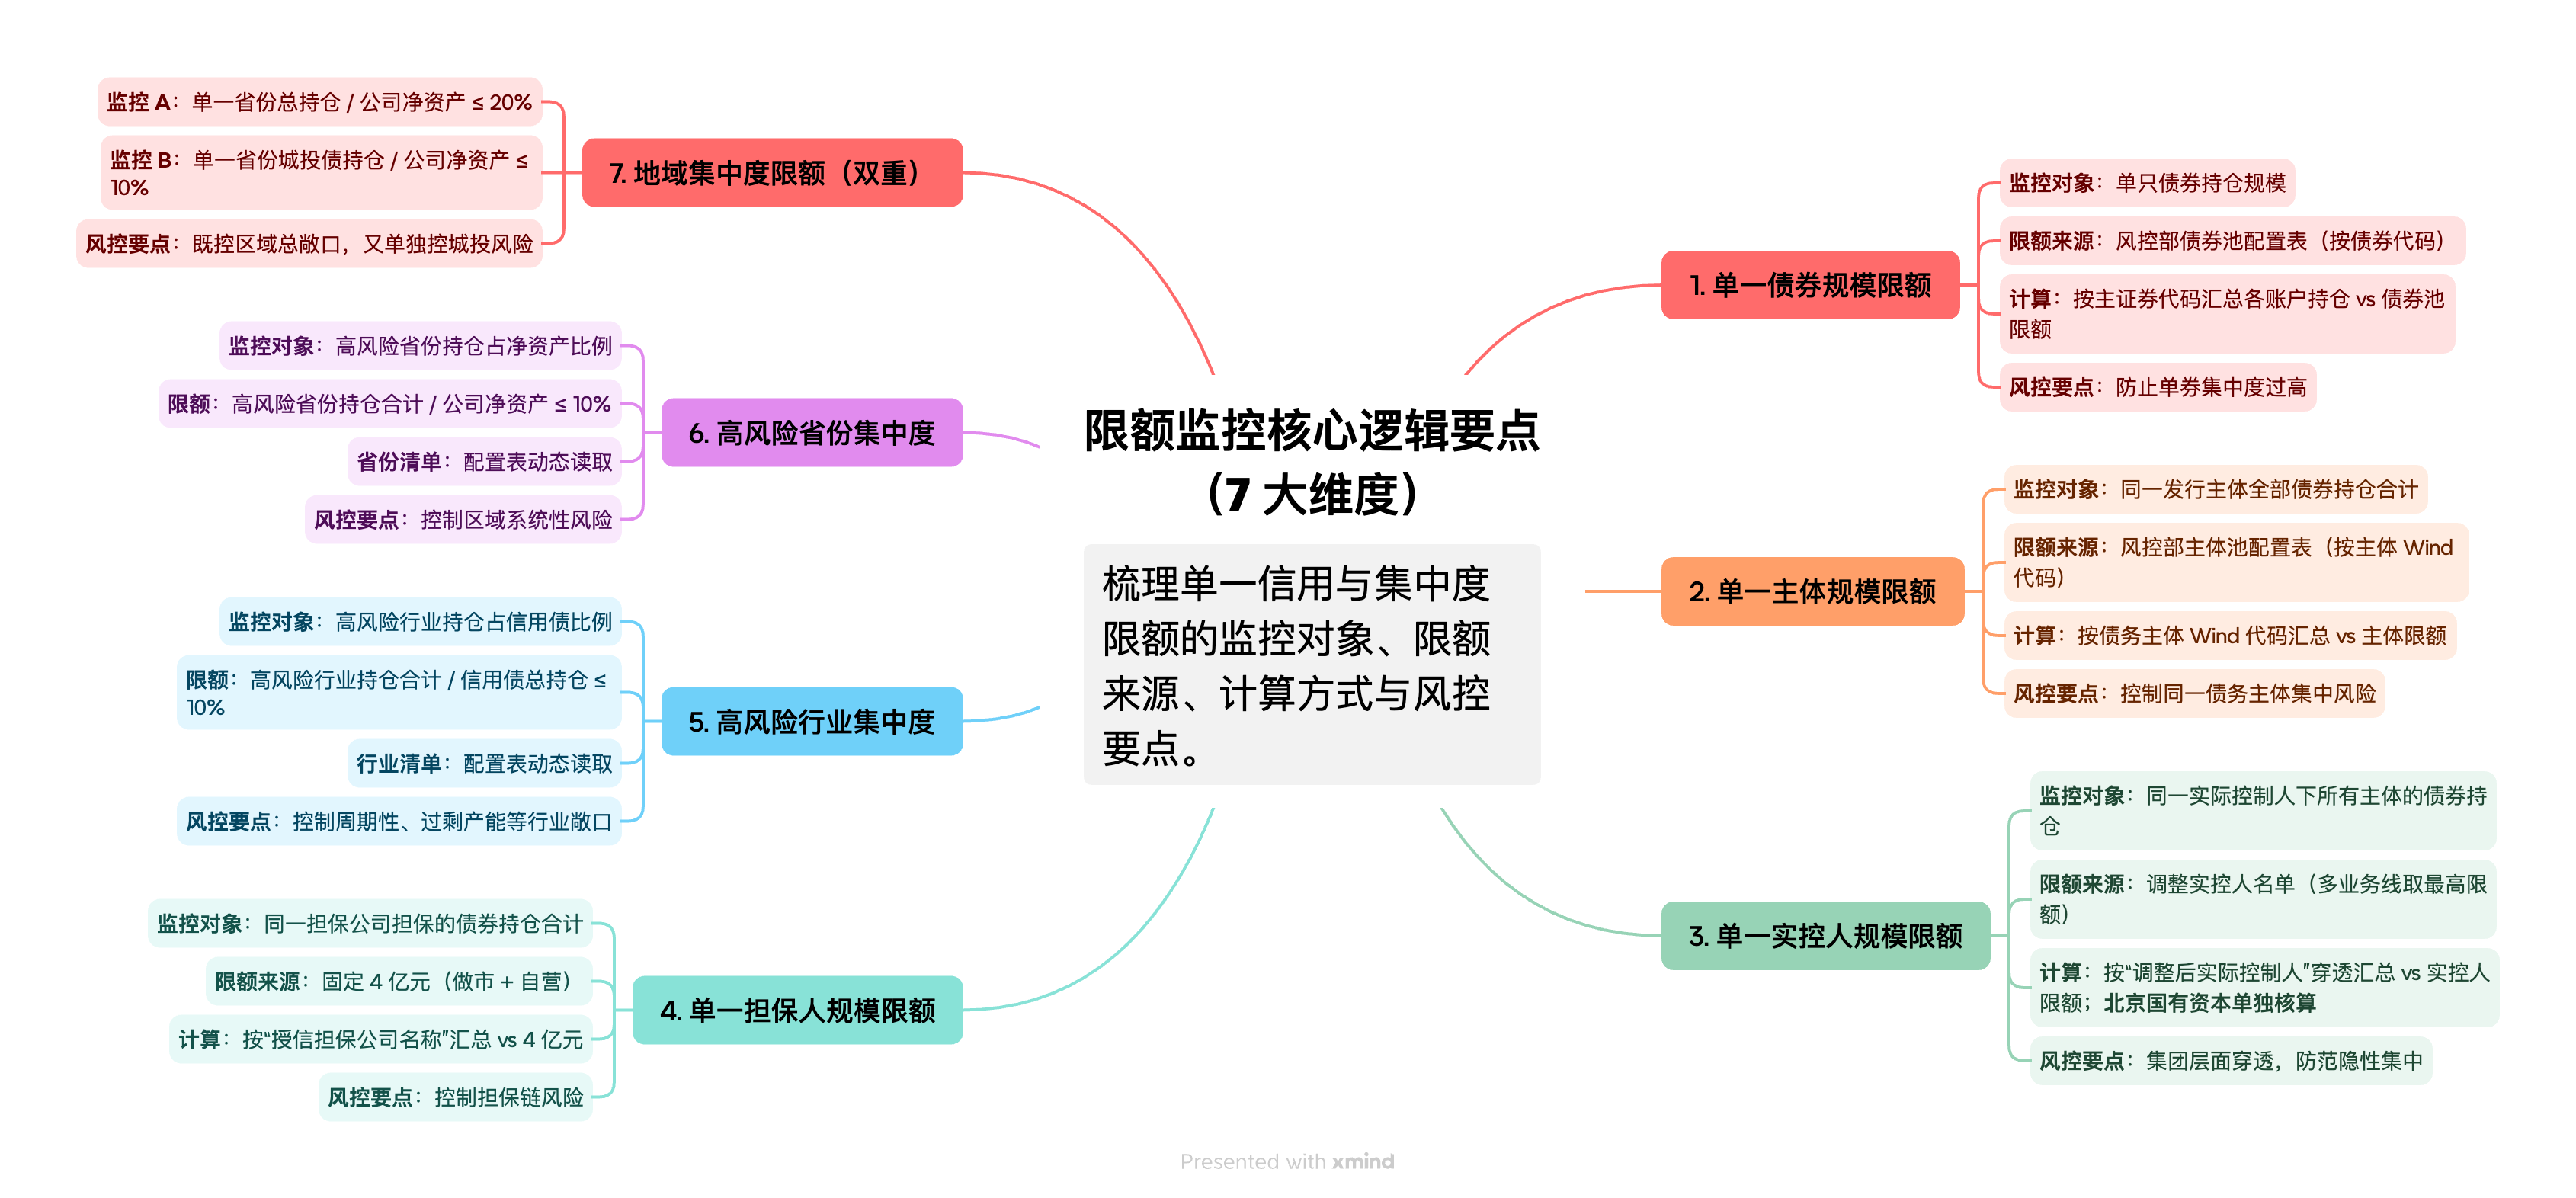 限额监控核心逻辑要点
（7 大维度）
梳理单一信用与集中度
限额的监控对象、限额
来源、计算方式与风控
要点。
1. 单一债券规模限额
监控对象：单只债券持仓规模
限额来源：风控部债券池配置表（按债券代码）
计算：按主证券代码汇总各账户持仓 vs 债券池
限额
风控要点：防止单券集中度过高
2. 单一主体规模限额
监控对象：同一发行主体全部债券持仓合计
限额来源：风控部主体池配置表（按主体 Wind
代码）
计算：按债务主体 Wind 代码汇总 vs 主体限额
风控要点：控制同一债务主体集中风险
3. 单一实控人规模限额
监控对象：同一实际控制人下所有主体的债券持
仓
限额来源：调整实控人名单（多业务线取最高限
额）
计算：按“调整后实际控制人”穿透汇总 vs 实控人
限额；北京国有资本单独核算
风控要点：集团层面穿透，防范隐性集中
4. 单一担保人规模限额
监控对象：同一担保公司担保的债券持仓合计
限额来源：固定 4 亿元（做市 + 自营）
计算：按“授信担保公司名称”汇总 vs 4 亿元
风控要点：控制担保链风险
5. 高风险行业集中度
监控对象：高风险行业持仓占信用债比例
限额：高风险行业持仓合计 / 信用债总持仓 ≤
10%
行业清单：配置表动态读取
风控要点：控制周期性、过剩产能等行业敞口
6. 高风险省份集中度
监控对象：高风险省份持仓占净资产比例
限额：高风险省份持仓合计 / 公司净资产 ≤ 10%
省份清单：配置表动态读取
风控要点：控制区域系统性风险
7. 地域集中度限额（双重）
监控 A：单一省份总持仓 / 公司净资产 ≤ 20%
监控 B：单一省份城投债持仓 / 公司净资产 ≤
10%
风控要点：既控区域总敞口，又单独控城投风险
Presented with xmind